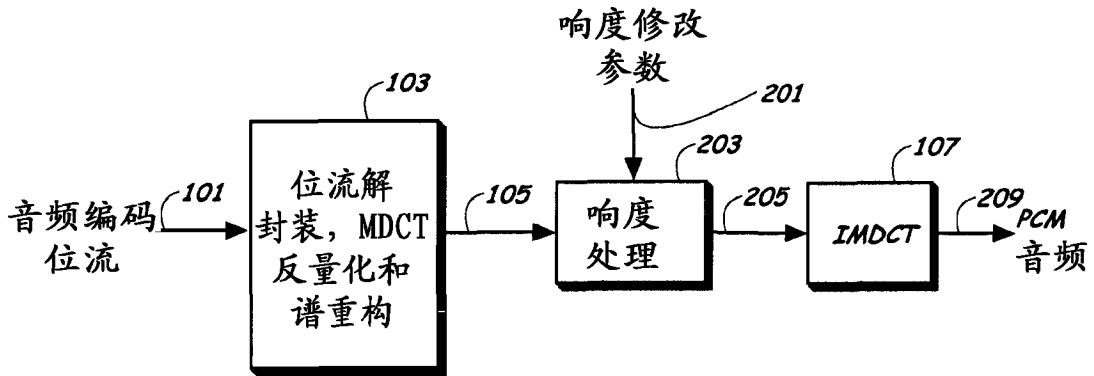 响度修改
参数
201
103
203
107
音频编码
位流
101
位流解
封装，MDCT
反量化和
谱重构
105
响度
处理
205
IMDCT
209
PCM
音频